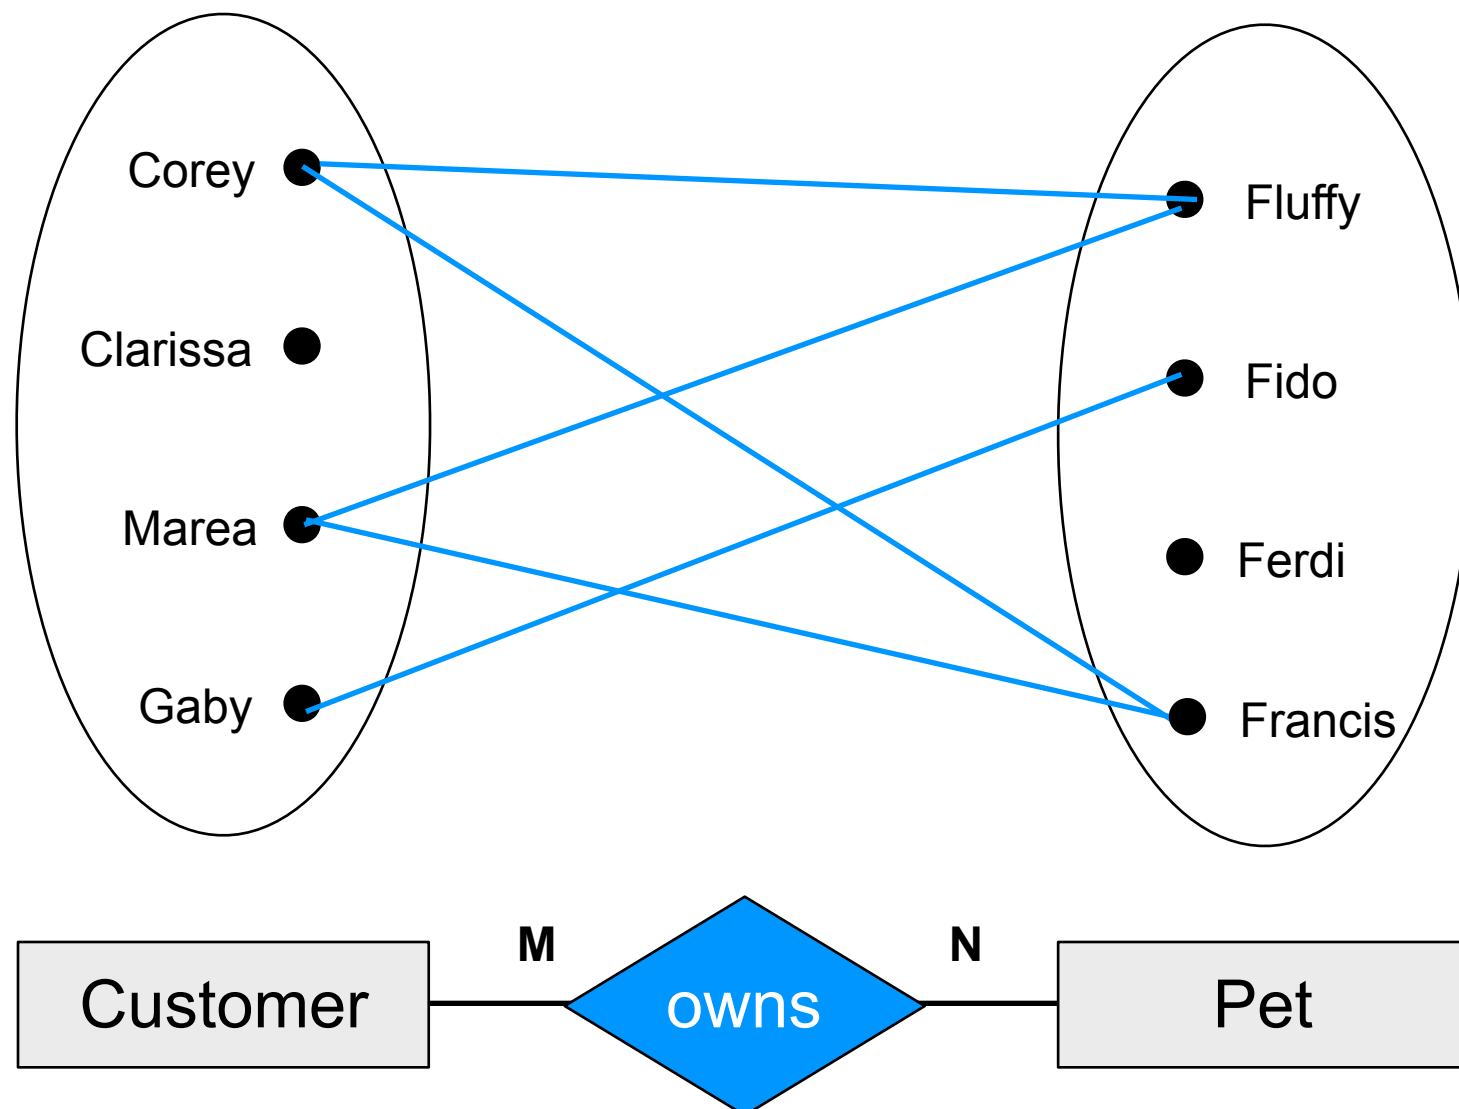 Corey
Fluffy
Clarissa
Fido
Marea
Ferdi
Gaby
Francis
M
N
Customer
owns
Pet